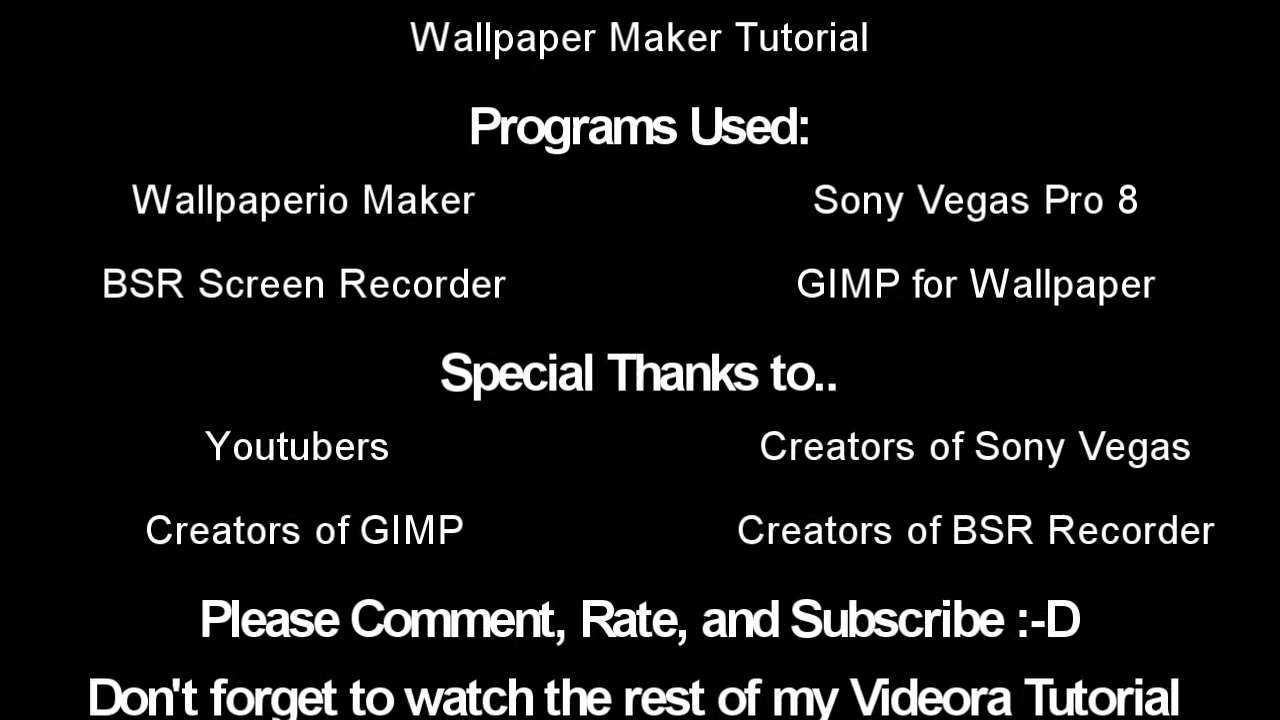 Wallpaper Maker Tutorial
Programs Used:
Wallpaperio Maker Sony Vegas Pro 8
BSR Screen Recorder GIMP for Wallpaper
Special Thanks to..
Youtubers Creators of Sony Vegas
Creators of GIMP Creators of BSR Recorder
Please Comment, Rate, and Subscribe :-D
Don't forget to watch the rest of my Videora Tutorial